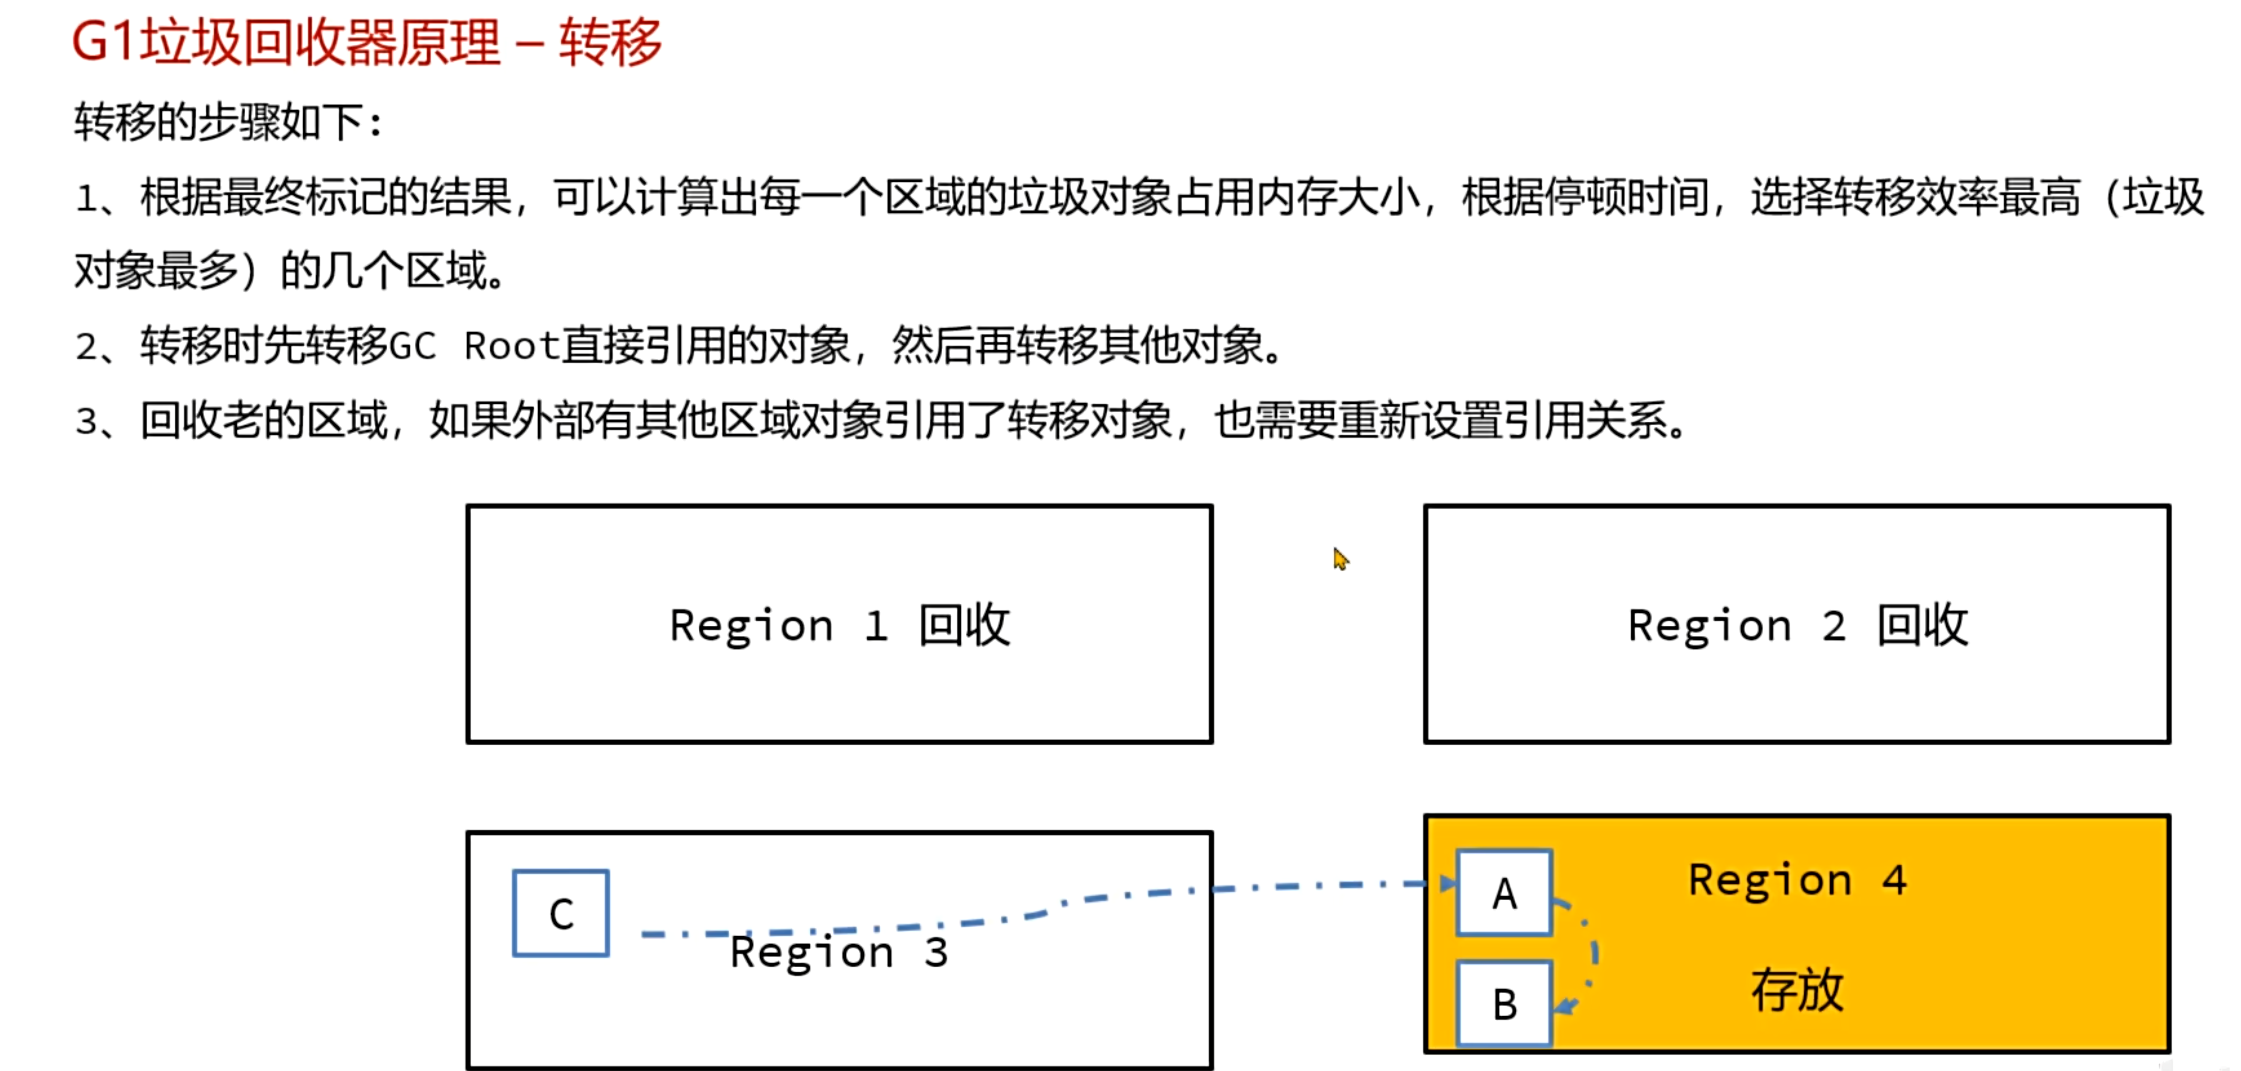 G1垃圾回收器原理 – 转移
转移的步骤如下：
1、根据最终标记的结果，可以计算出每一个区域的垃圾对象占用内存大小，根据停顿时间，选择转移效率最高（垃圾
对象最多）的几个区域。
2、转移时先转移GC Root直接引用的对象，然后再转移其他对象。
3、回收老的区域，如果外部有其他区域对象引用了转移对象，也需要重新设置引用关系。
Region 1 回收
Region 2 回收
C
Region 3
A
Region 4
B
存放